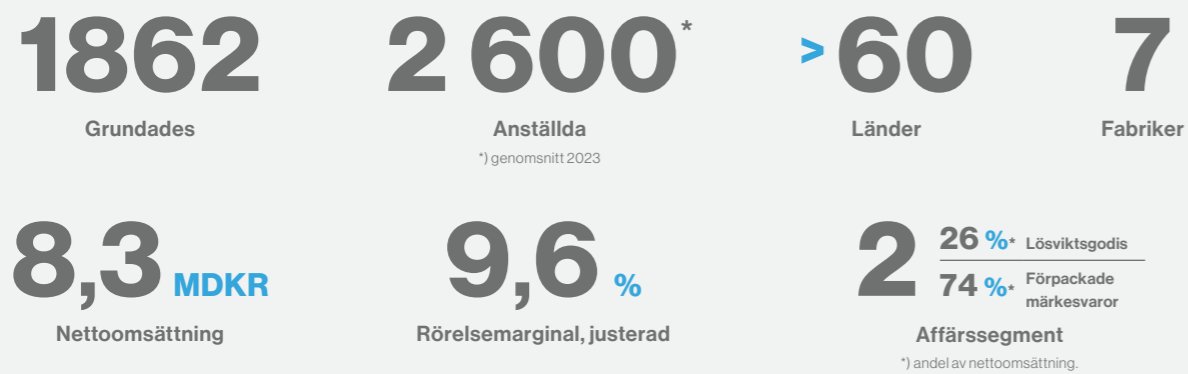 1862
Grundades
2 600*
Anställda
*) genomsnitt 2023
>60
Länder
7
Fabriker
8,3 MDKR
Nettoomsättning
9,6 %
Rörelsemarginal, justerad
2
26 %* Lösviktsgodis
74 %* Förpackade
märkesvaror
Affärssegment
*) andel av nettoomsättning.